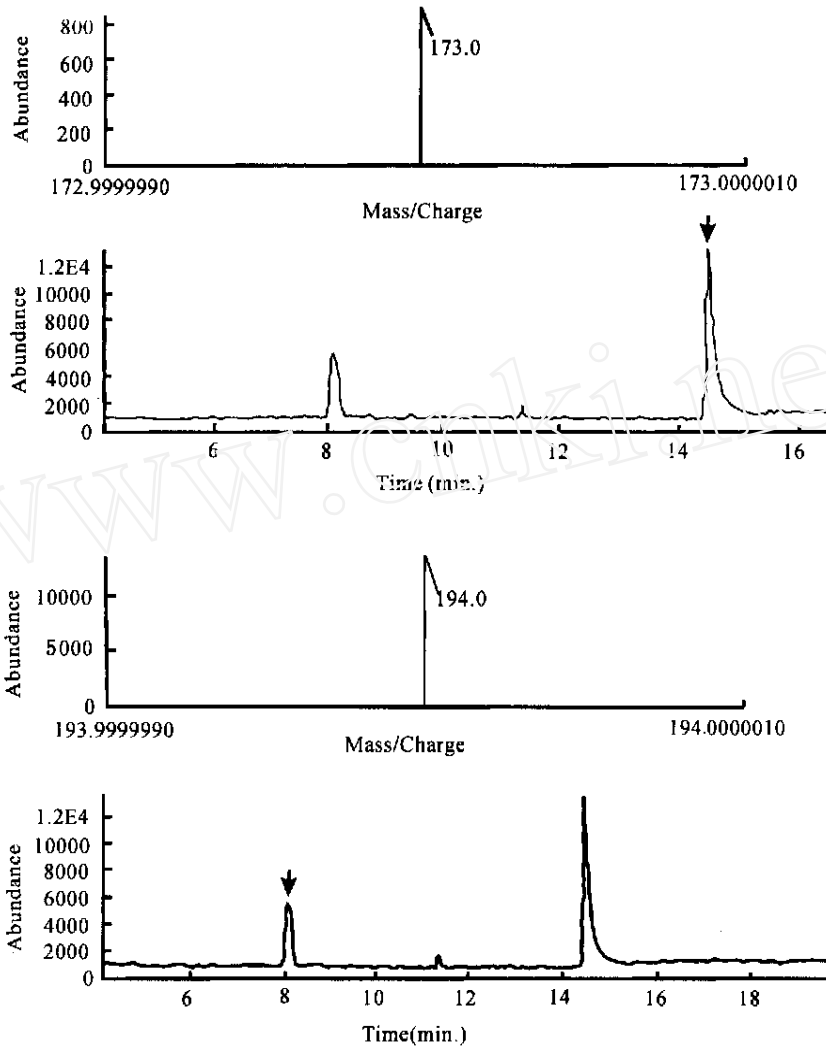 800
600
400
200
0
Abundance
173.0
172.9999990
173.0000010
Mass/Charge
1.2E4
10000
8000
6000
4000
2000
0
Abundance
6 8 10 12 14 16
Time (min.)
www.cnki.ne
10000
5000
0
Abundance
194.0
193.9999990
194.0000010
Mass/Charge
1.2E4
10000
8000
6000
4000
2000
0
Abundance
6 8 10 12 14 16 18
Time(min.)